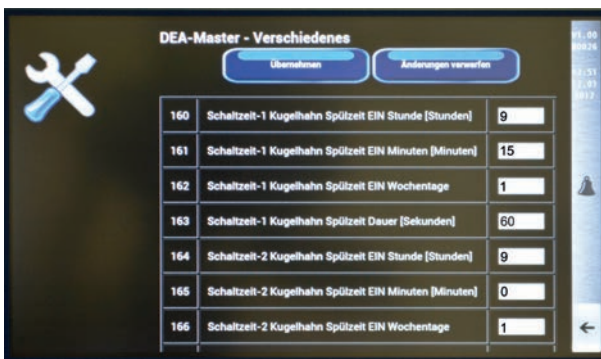 DEA-Master - Verschiedenes
Übernehmen
Änderungen verwerfen
160 Schaltzeit-1 Kugelhahn Spülzeit EIN Stunde [Stunden] 9
161 Schaltzeit-1 Kugelhahn Spülzeit EIN Minuten [Minuten] 15
162 Schaltzeit-1 Kugelhahn Spülzeit EIN Wochentage 1
163 Schaltzeit-1 Kugelhahn Spülzeit Dauer [Sekunden] 60
164 Schaltzeit-2 Kugelhahn Spülzeit EIN Stunde [Stunden] 9
165 Schaltzeit-2 Kugelhahn Spülzeit EIN Minuten [Minuten] 0
166 Schaltzeit-2 Kugelhahn Spülzeit EIN Wochentage 1